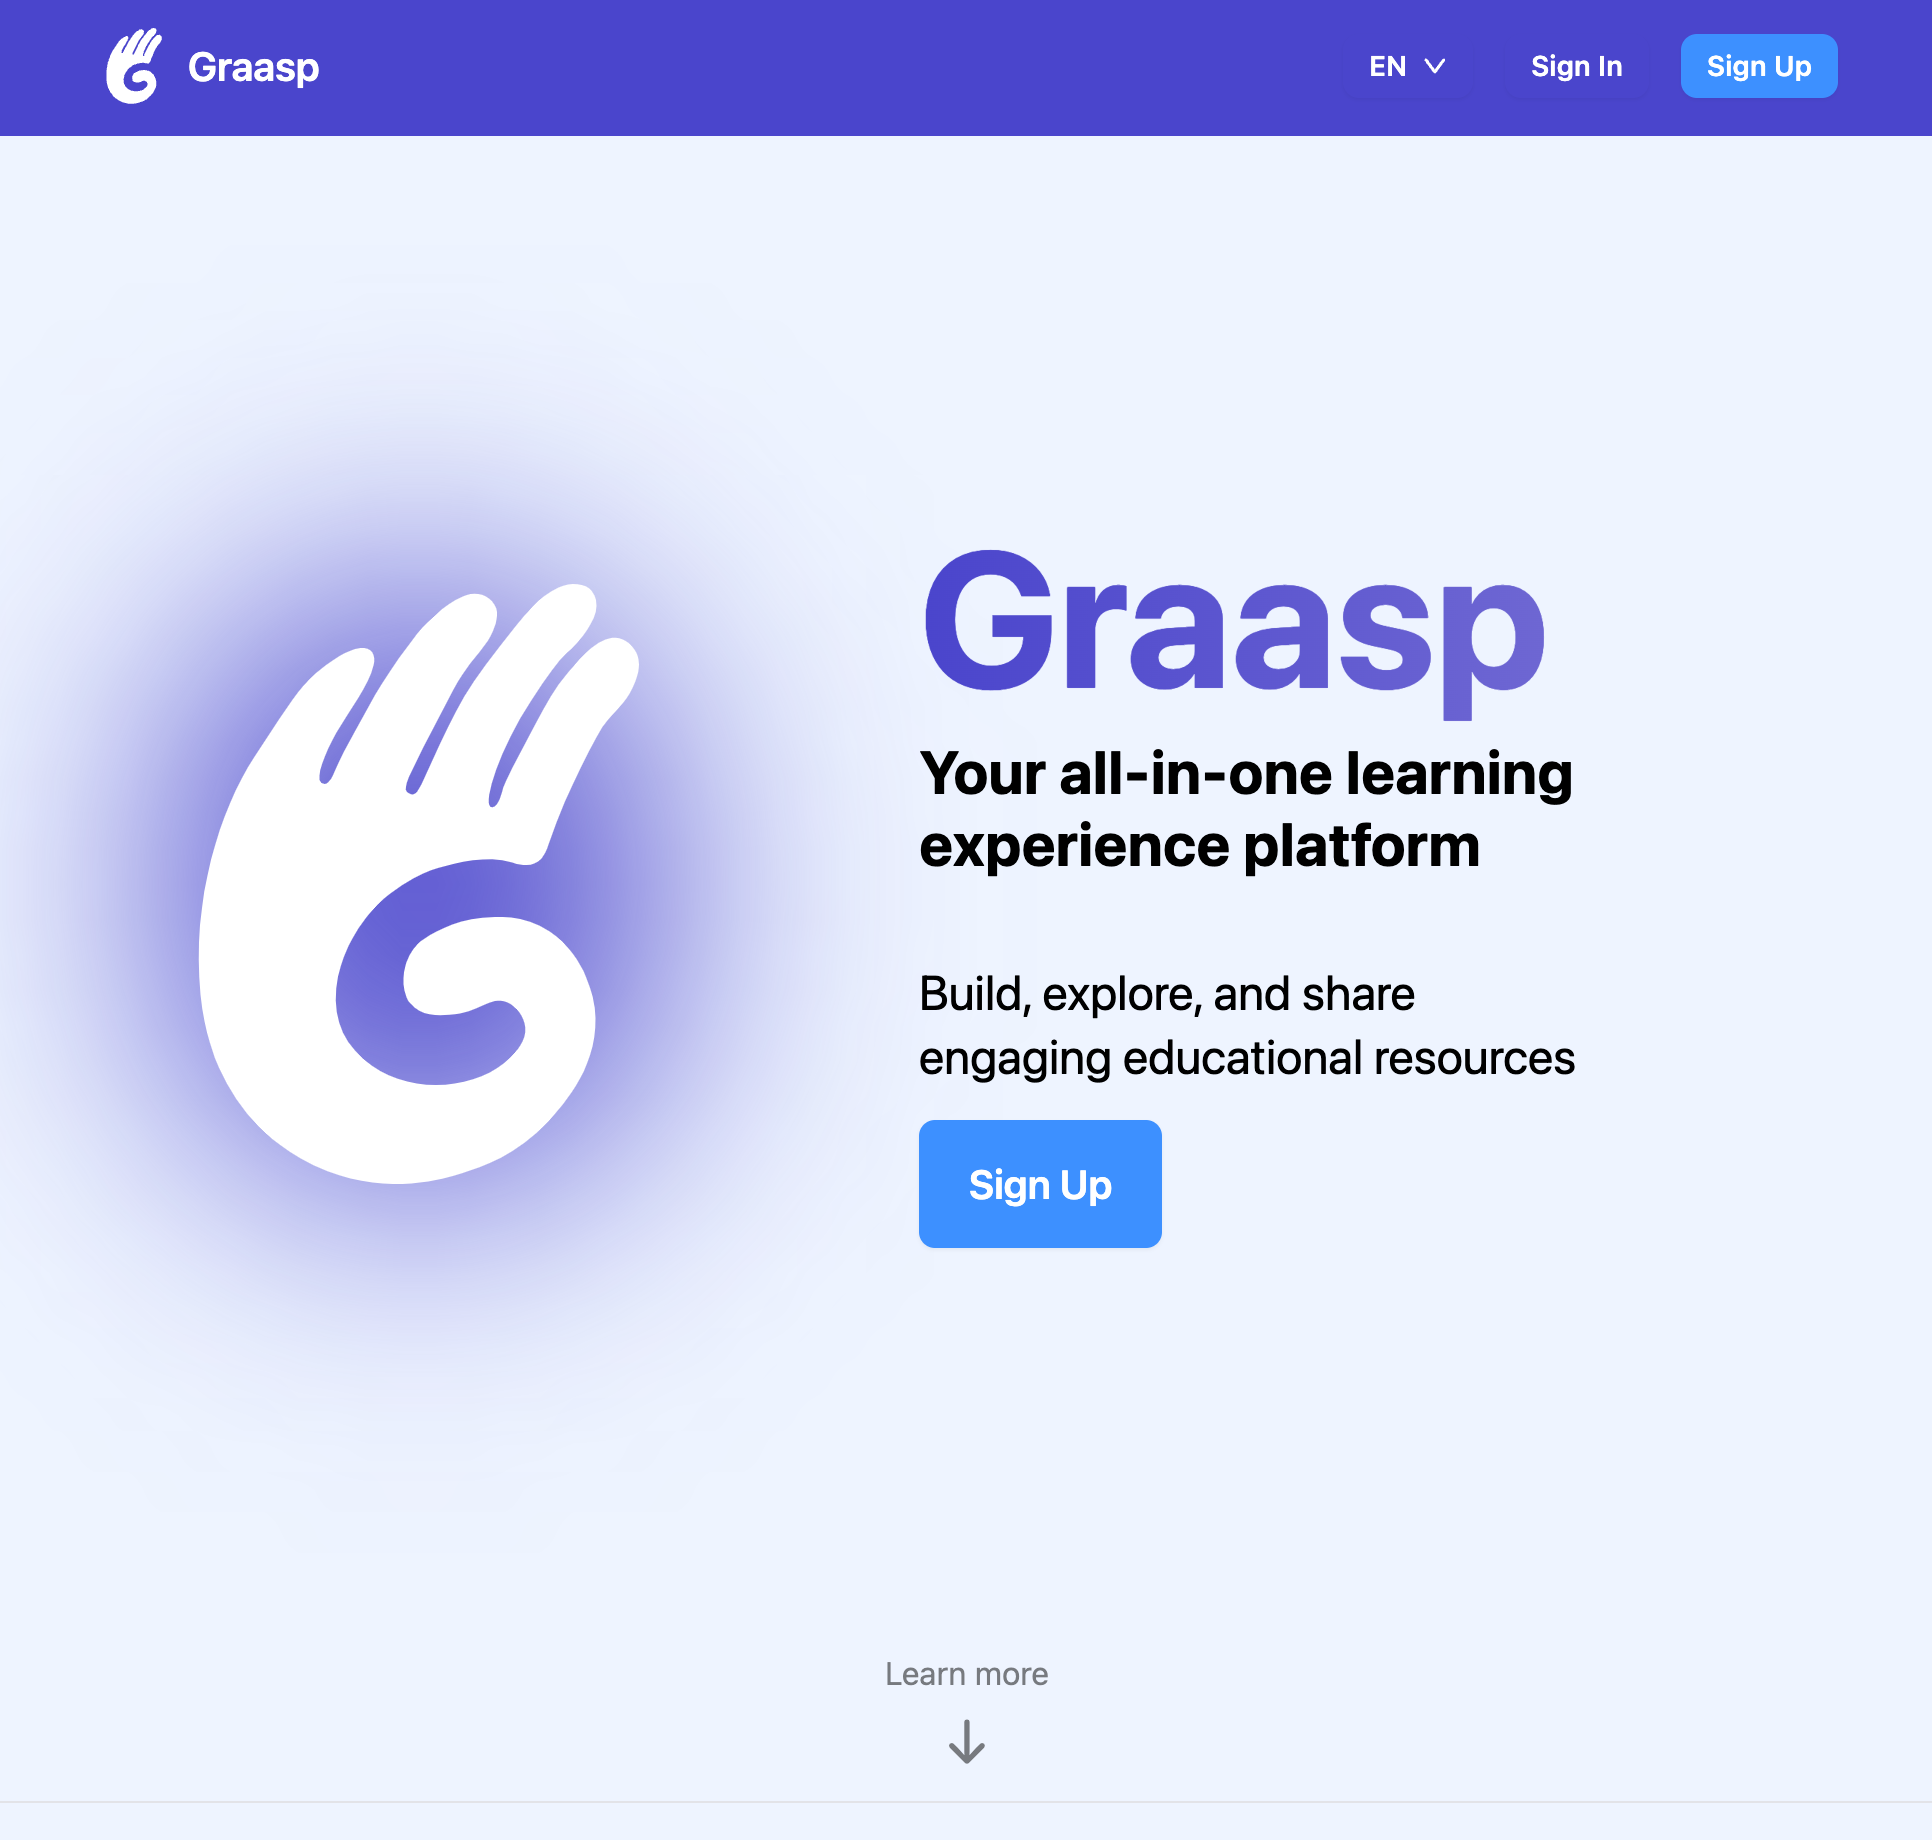 Graasp
EN
Sign In
Sign Up
Graasp
Your all-in-one learning
experience platform
Build, explore, and share
engaging educational resources
Sign Up
Learn more